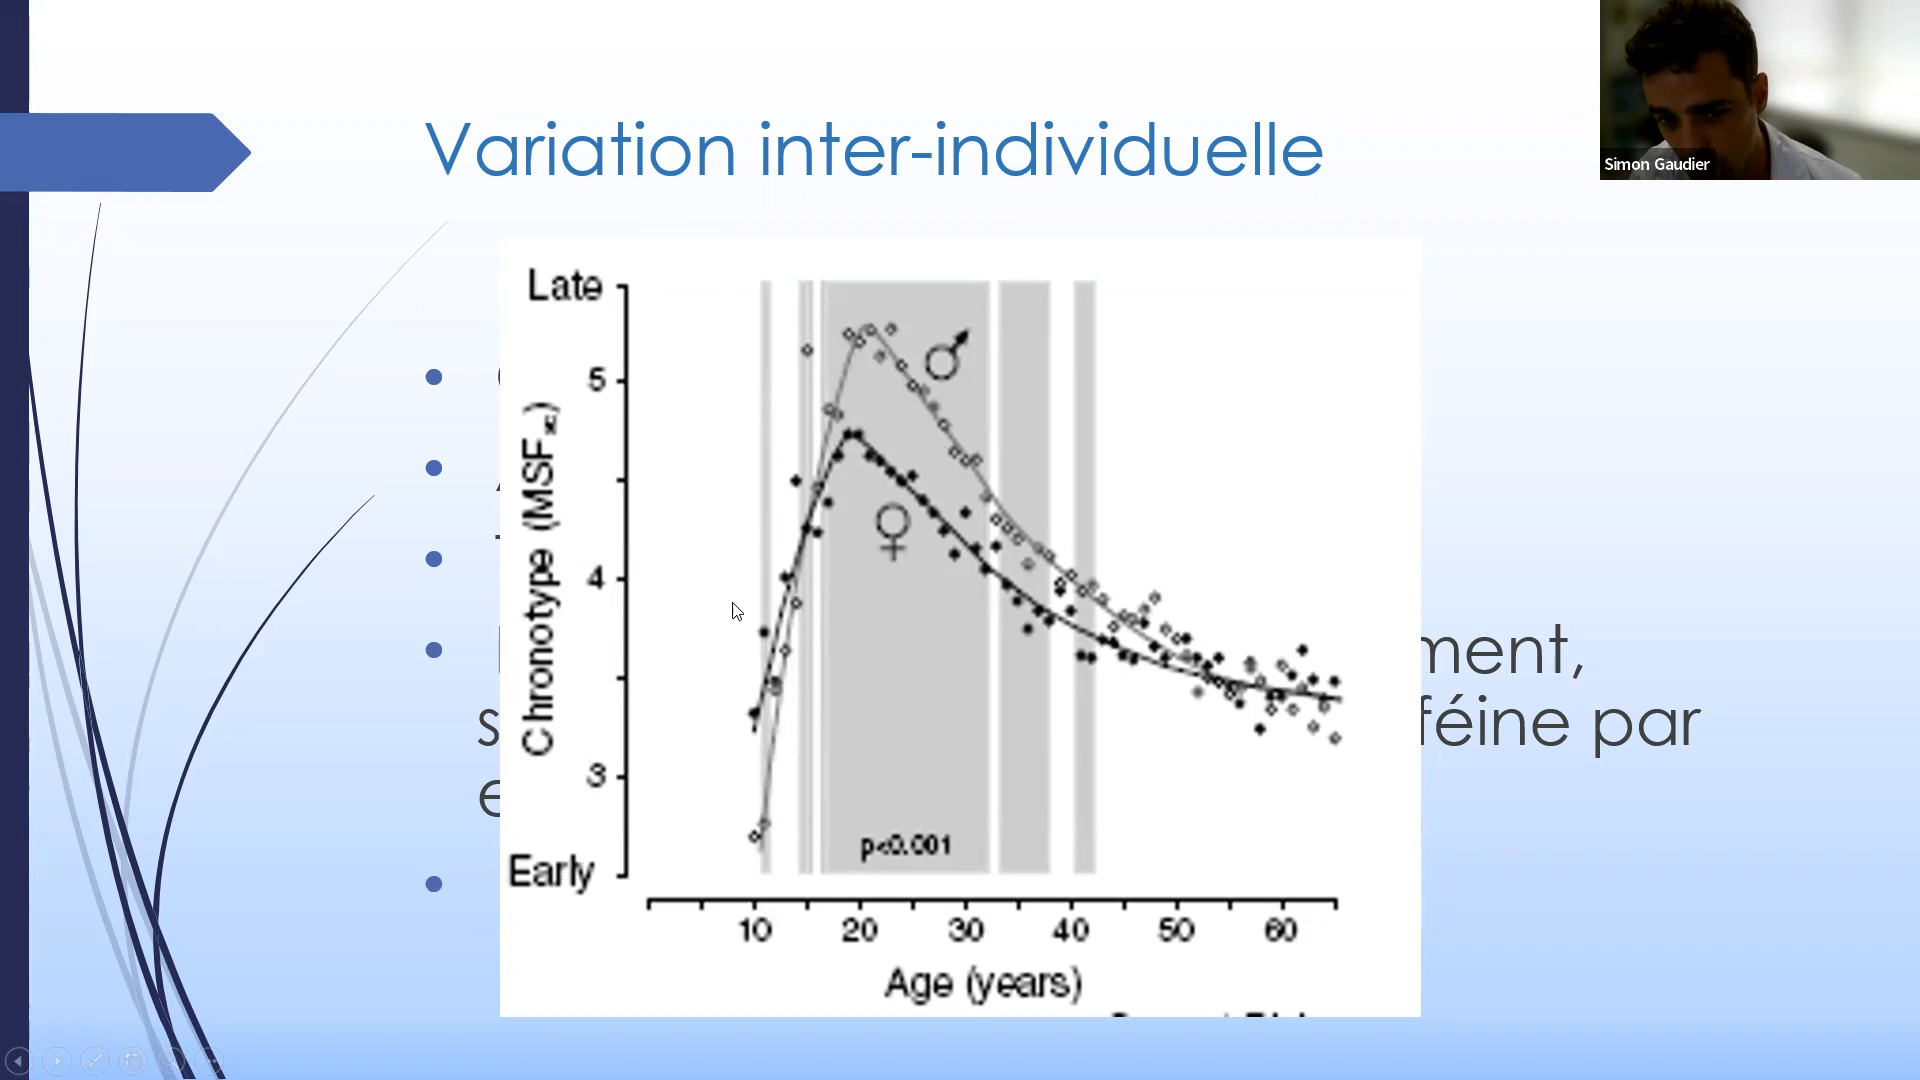 Variation inter-individuelle
Simon Gaudier
Late
5
4
3
Early
Chronotype (MSF
p<0.001
10 20 30 40 50 60
Age (years)
ment,
s
féine par
e